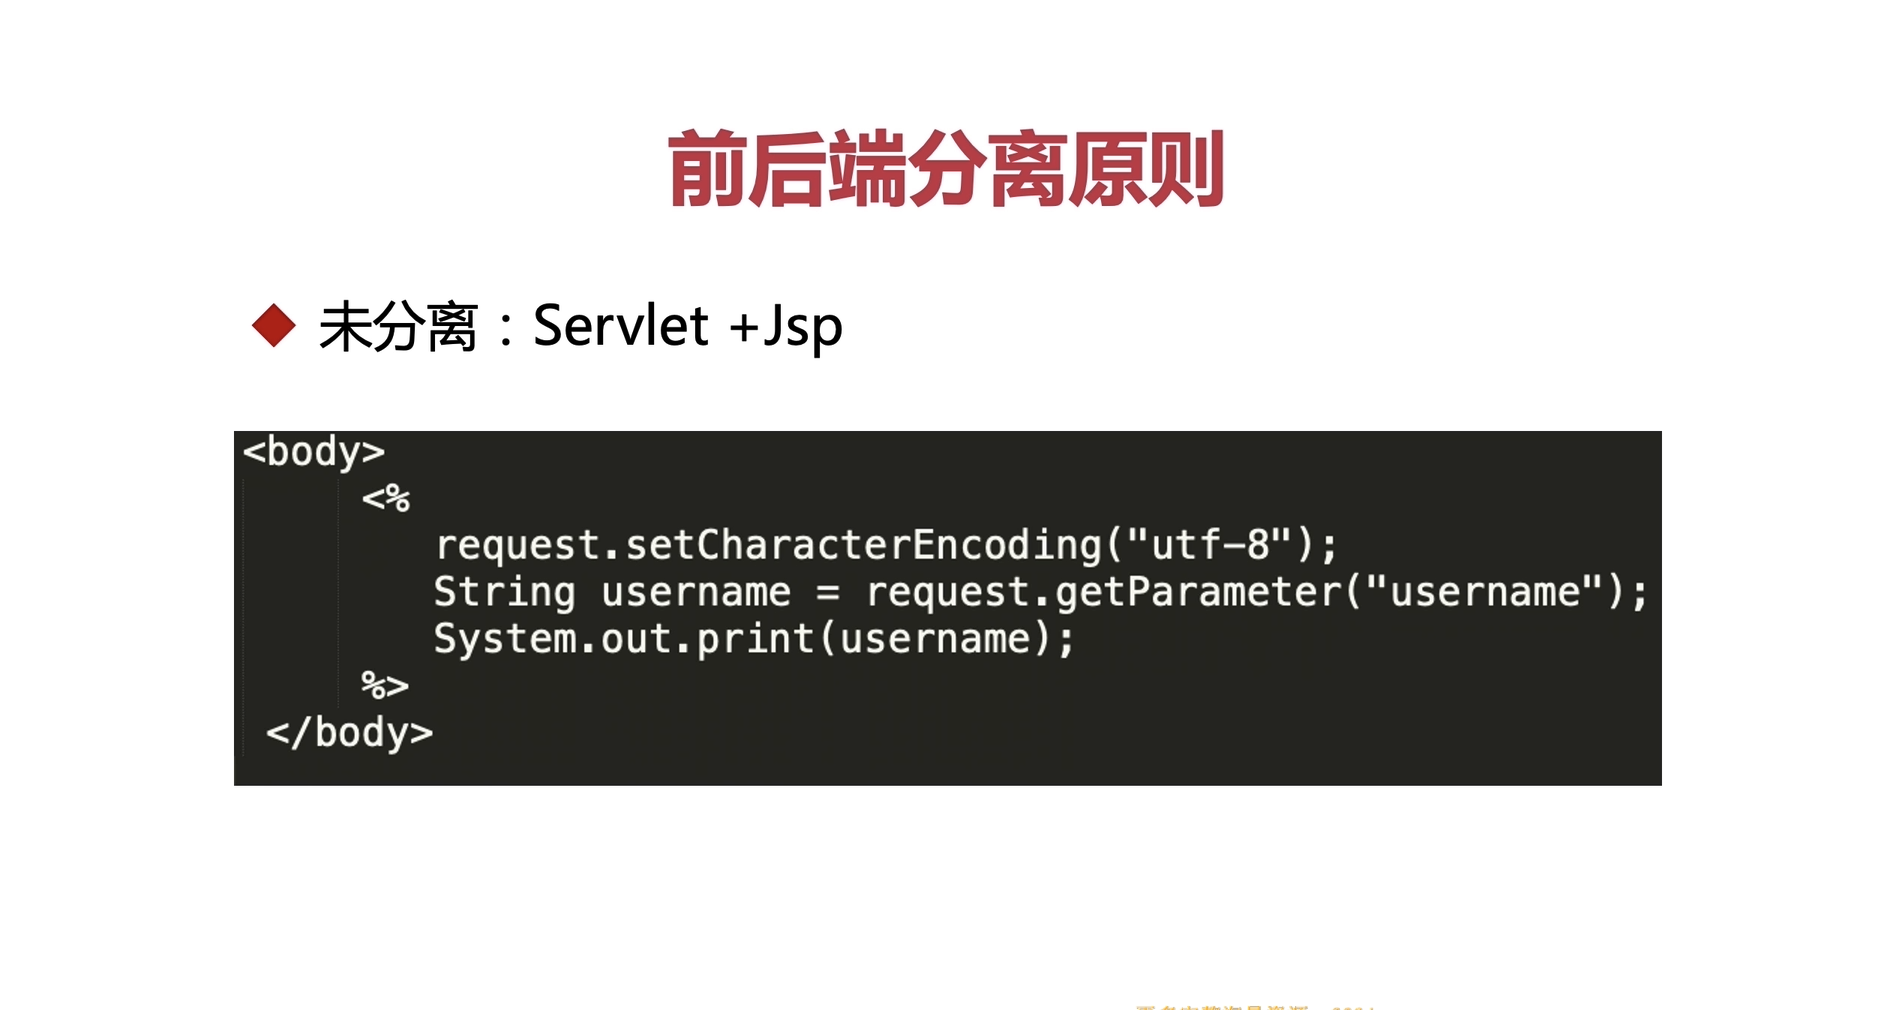 前后端分离原则
未分离：Servlet +Jsp
<body>
<%
request.setCharacterEncoding("utf-8");
String username = request.getParameter("username");
System.out.print(username);
%>
</body>